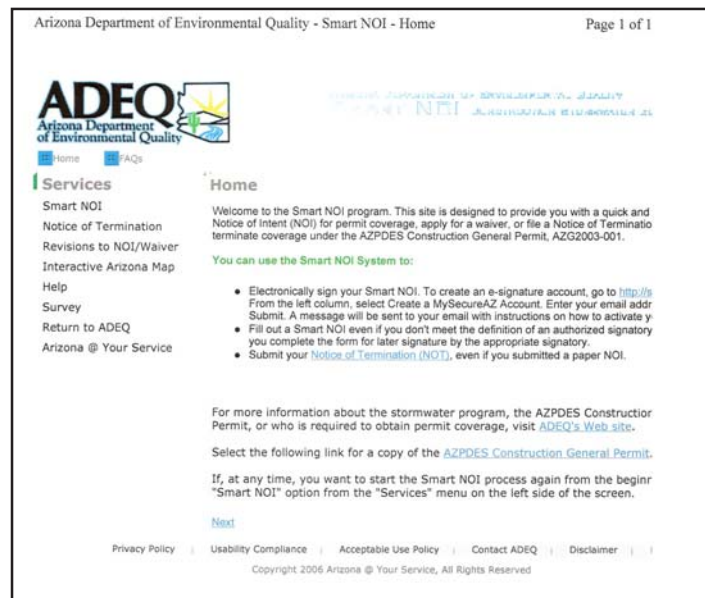 Arizona Department of Environmental Quality - Smart NOI - Home Page 1 of 1
ADEQ
Arizona Department
of Environmental Quality
Home FAQs
Services
Smart NOI
Notice of Termination
Revisions to NOI/Waiver
Interactive Arizona Map
Help
Survey
Return to ADEQ
Arizona @ Your Service
Home
Welcome to the Smart NOI program. This site is designed to provide you with a quick and
Notice of Intent (NOI) for permit coverage, apply for a waiver, or file a Notice of Terminatio
terminate coverage under the AZPDES Construction General Permit, AZG2003-001.
You can use the Smart NOI System to:
● Electronically sign your Smart NOI. To create an e-signature account, go to http://s
From the left column, select Create a MySecureAZ Account. Enter your email addr
Submit. A message will be sent to your email with instructions on how to activate y
● Fill out a Smart NOI even if you don't meet the definition of an authorized signatory
you complete the form for later signature by the appropriate signatory.
● Submit your Notice of Termination (NOT), even if you submitted a paper NOI.
For more information about the stormwater program, the AZPDES Construction
Permit, or who is required to obtain permit coverage, visit ADEQ's Web site.
Select the following link for a copy of the AZPDES Construction General Permit.
If, at any time, you want to start the Smart NOI process again from the beginr
"Smart NOI" option from the "Services" menu on the left side of the screen.
Next
Privacy Policy | Usability Compliance | Acceptable Use Policy | Contact ADEQ | Disclaimer |
Copyright 2006 Arizona @ Your Service, All Rights Reserved